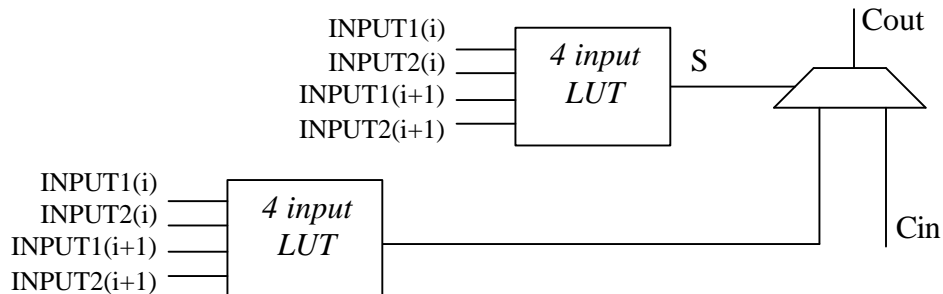 Cout
INPUT1(i)
INPUT2(i)
INPUT1(i+1)
INPUT2(i+1)
4 input
LUT
S
INPUT1(i)
INPUT2(i)
INPUT1(i+1)
INPUT2(i+1)
4 input
LUT
Cin